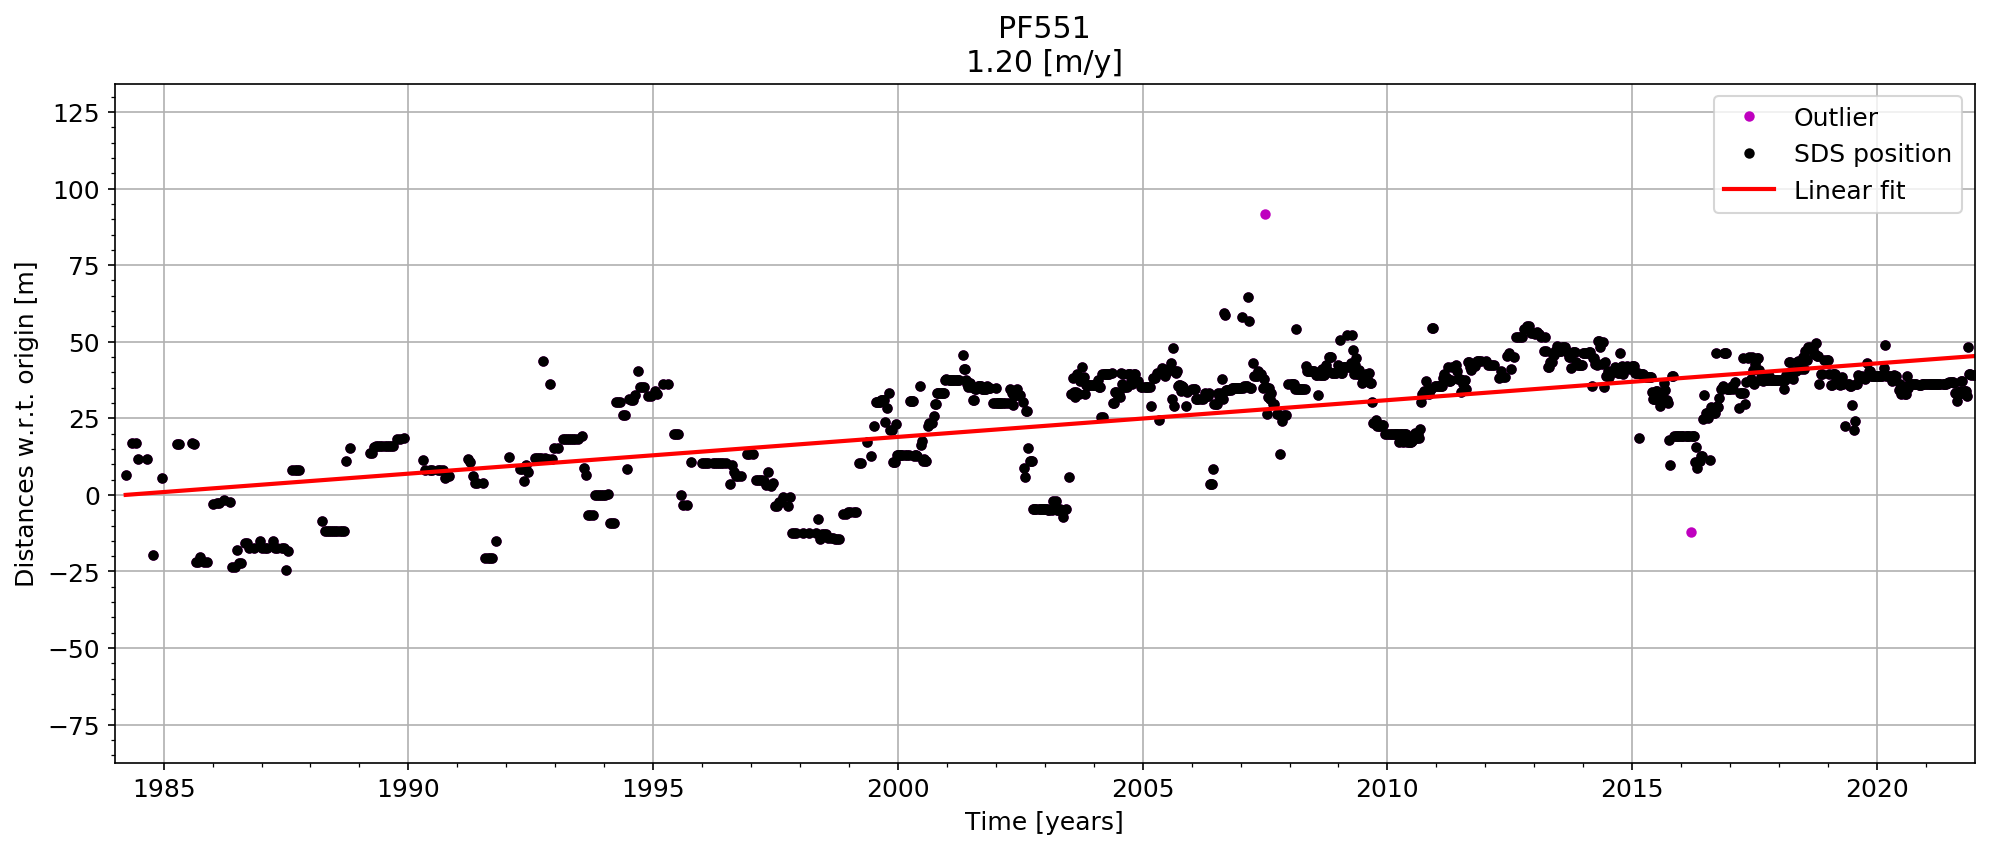 PF551
1.20 [m/y]
Distances w.r.t. origin [m]
125
100
75
50
25
0
−25
−50
−75
Outlier
SDS position
Linear fit
1985
1990
1995
2000
2005
2010
2015
2020
Time [years]